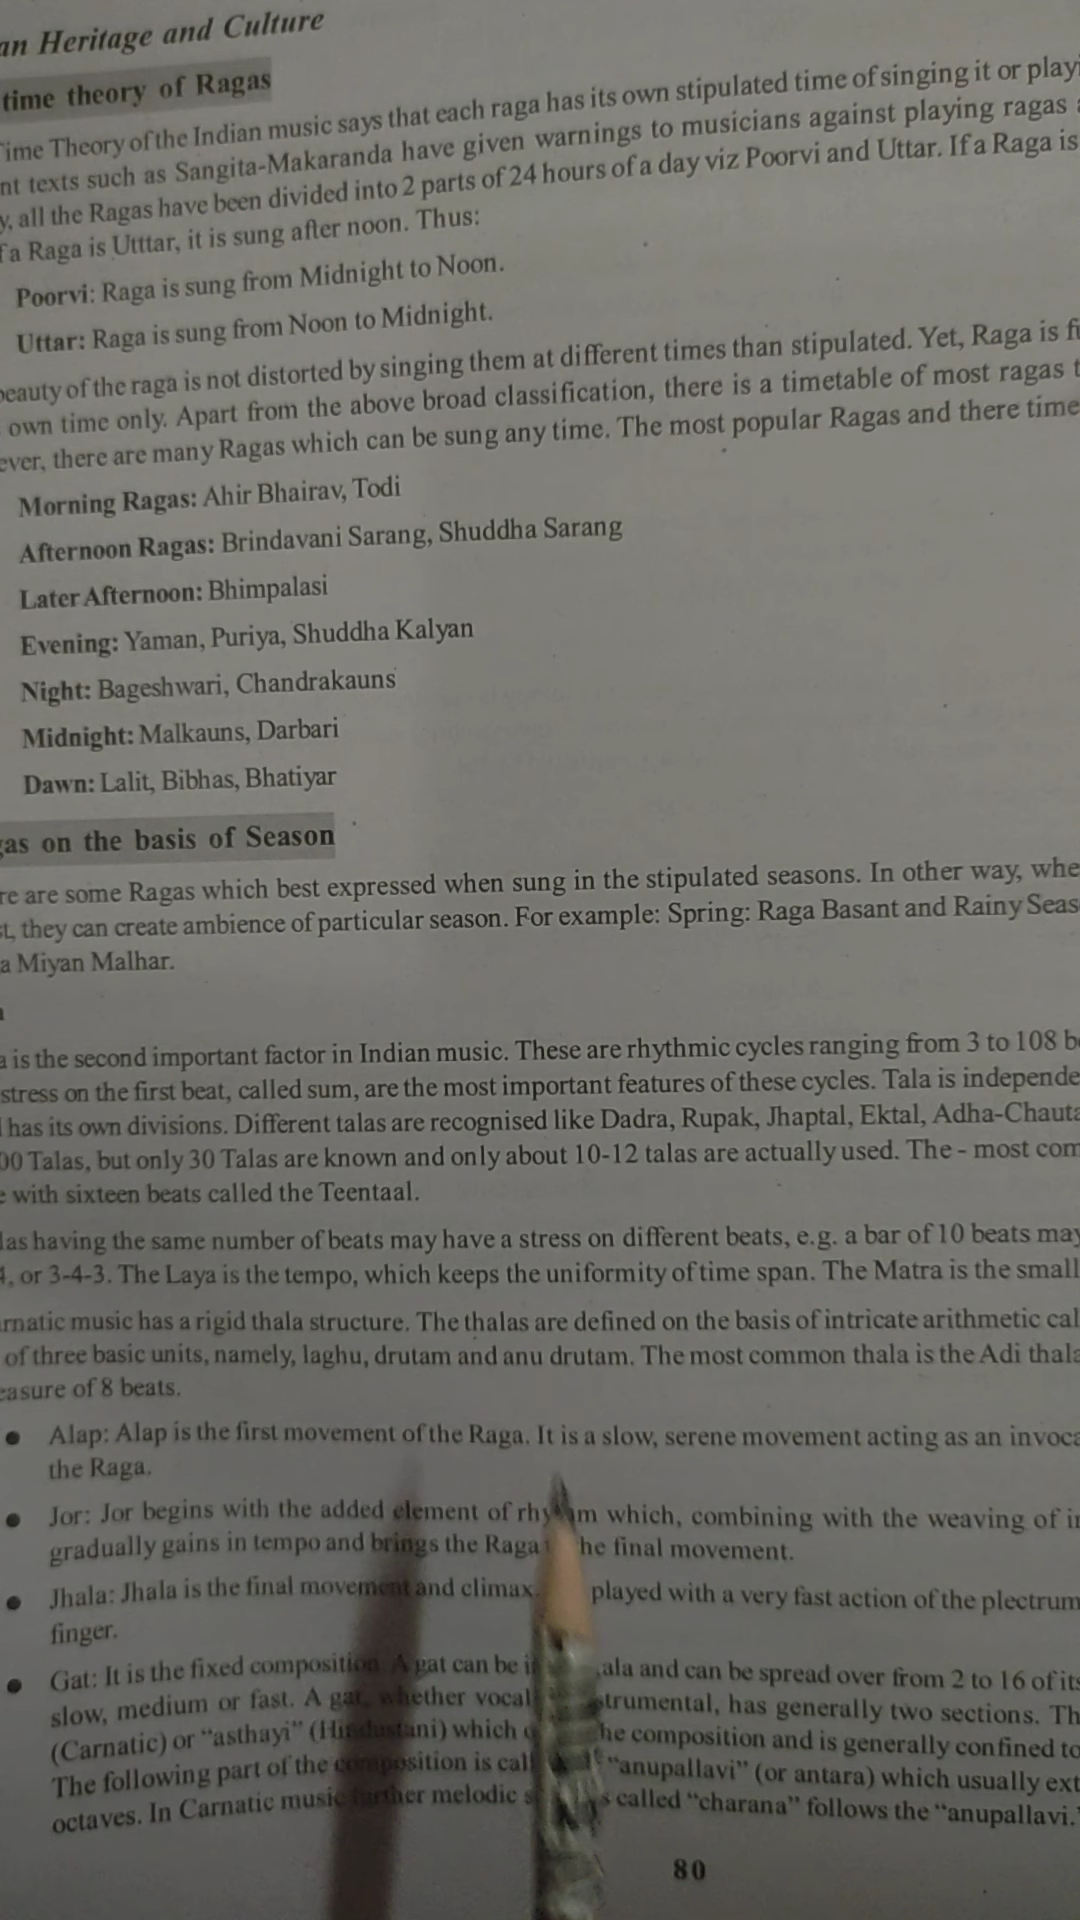 an Heritage and Culture
time theory of Ragas
ime Theory of the Indian music says that each raga has its own stipulated time of singing it or playi
nt texts such as Sangita-Makaranda have given warnings to musicians against playing ragas
y, all the Ragas have been divided into 2 parts of 24 hours of a day viz Poorvi and Uttar. If a Raga is
a Raga is Utttar, it is sung after noon. Thus:
Poorvi: Raga is sung from Midnight to Noon.
Uttar: Raga is sung from Noon to Midnight.
beauty of the raga is not distorted by singing them at different times than stipulated. Yet, Raga is fi
own time only. Apart from the above broad classification, there is a timetable of most ragas t
ever, there are many Ragas which can be sung any time. The most popular Ragas and there time
Morning Ragas: Ahir Bhairav, Todi
Afternoon Ragas: Brindavani Sarang, Shuddha Sarang
Later Afternoon: Bhimpalasi
Evening: Yaman, Puriya, Shuddha Kalyan
Night: Bageshwari, Chandrakauns
Midnight: Malkauns, Darbari
Dawn: Lalit, Bibhas, Bhatiyar
gas on the basis of Season
re are some Ragas which best expressed when sung in the stipulated seasons. In other way, whe
st, they can create ambience of particular season. For example: Spring: Raga Basant and Rainy Seas
a Miyan Malhar.
a is the second important factor in Indian music. These are rhythmic cycles ranging from 3 to 108 b
stress on the first beat, called sum, are the most important features of these cycles. Tala is independe
has its own divisions. Different talas are recognised like Dadra, Rupak, Jhaptal, Ektal, Adha-Chauta
00 Talas, but only 30 Talas are known and only about 10-12 talas are actually used. The - most com
e with sixteen beats called the Teentaal.
las having the same number of beats may have a stress on different beats, e.g. a bar of 10 beats may
4, or 3-4-3. The Laya is the tempo, which keeps the uniformity of time span. The Matra is the small
rnatic music has a rigid thala structure. The thalas are defined on the basis of intricate arithmetic cal
of three basic units, namely, laghu, drutam and anu drutam. The most common thala is the Adi thala
easure of 8 beats.
● Alap: Alap is the first movement of the Raga. It is a slow, serene movement acting as an invoca
the Raga.
● Jor: Jor begins with the added element of rh m which, combining with the weaving of in
gradually gains in tempo and brings the Raga he final movement.
● Jhala: Jhala is the final movement and climax. played with a very fast action of the plectrum
finger.
● Gat: It is the fixed composition. A gat can be i ala and can be spread over from 2 to 16 of its
slow, medium or fast. A gat, whether vocal strumental, has generally two sections. Th
(Carnatic) or "asthayi" (Hindustani) which he composition and is generally confined to
The following part of the composition is call "anupallavi" (or antara) which usually ext
octaves. In Carnatic music further melodic s s called "charana" follows the "anupallavi."
80